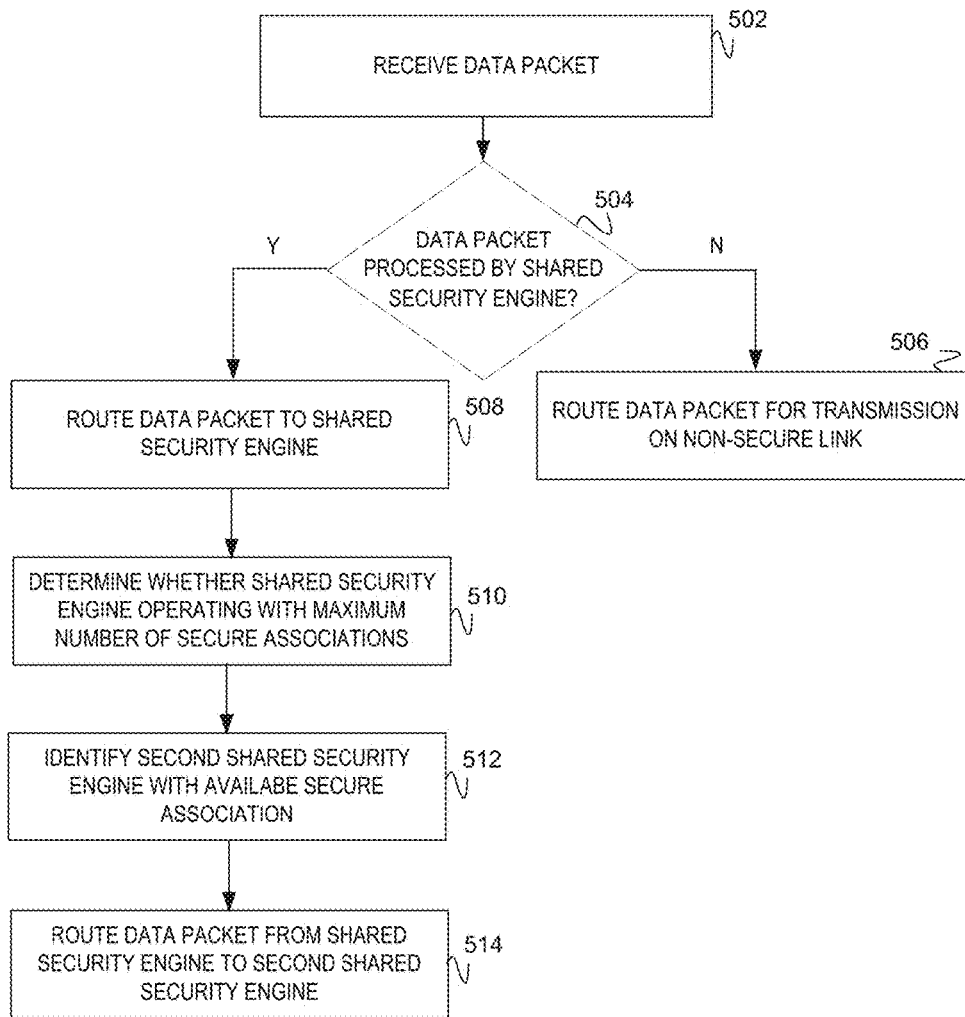 502
RECEIVE DATA PACKET
504
Y
DATA PACKET
PROCESSED BY SHARED
SECURITY ENGINE?
N
506
ROUTE DATA PACKET TO SHARED
SECURITY ENGINE
508
ROUTE DATA PACKET FOR TRANSMISSION
ON NON-SECURE LINK
DETERMINE WHETHER SHARED SECURITY
ENGINE OPERATING WITH MAXIMUM
NUMBER OF SECURE ASSOCIATIONS
510
IDENTIFY SECOND SHARED SECURITY
ENGINE WITH AVAILABE SECURE
ASSOCIATION
512
ROUTE DATA PACKET FROM SHARED
SECURITY ENGINE TO SECOND SHARED
SECURITY ENGINE
514